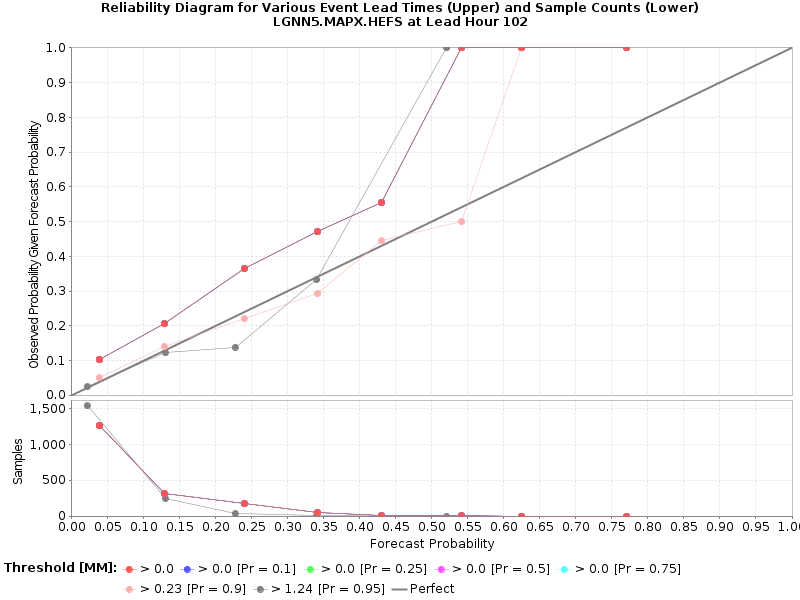 Reliability Diagram for Various Event Lead Times (Upper) and Sample Counts (Lower)
LGNN5.MAPX.HEFS at Lead Hour 102
Observed Probability Given Forecast Probability
1.0
0.9
0.8
0.7
0.6
0.5
0.4
0.3
0.2
0.1
0.0
Samples
1,500
1,000
500
0
0.00 0.05 0.10 0.15 0.20 0.25 0.30 0.35 0.40 0.45 0.50 0.55 0.60 0.65 0.70 0.75 0.80 0.85 0.90 0.95 1.0
Forecast Probability
Threshold [MM]: > 0.0 > 0.0 [Pr = 0.1] > 0.0 [Pr = 0.25] > 0.0 [Pr = 0.5] > 0.0 [Pr = 0.75]
> 0.23 [Pr = 0.9] > 1.24 [Pr = 0.95] Perfect